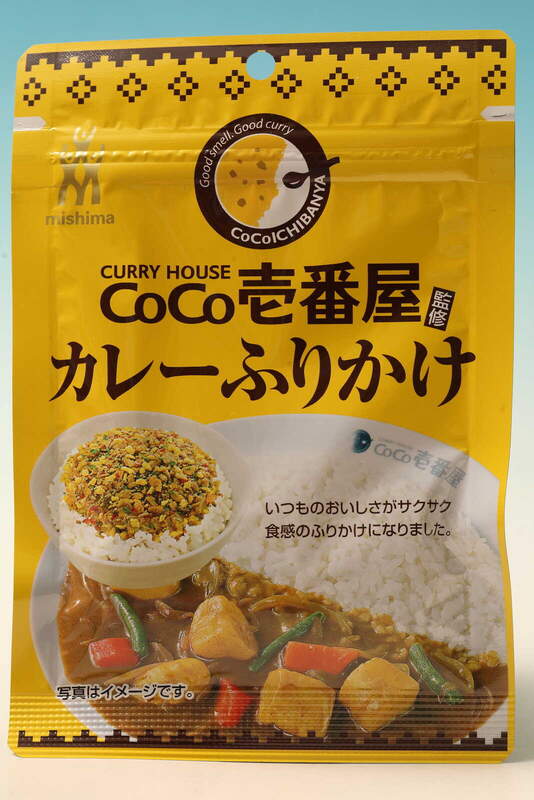 Good smell. Good curry
CoCoICHIBANYA
mishima
CURRY HOUSE
CoCo壱番屋
監修
カレーふりかけ
CURRY HOUSE
CoCo壱番屋
いつものおいしさがサクサク
食感のふりかけになりました。
写真はイメージです。